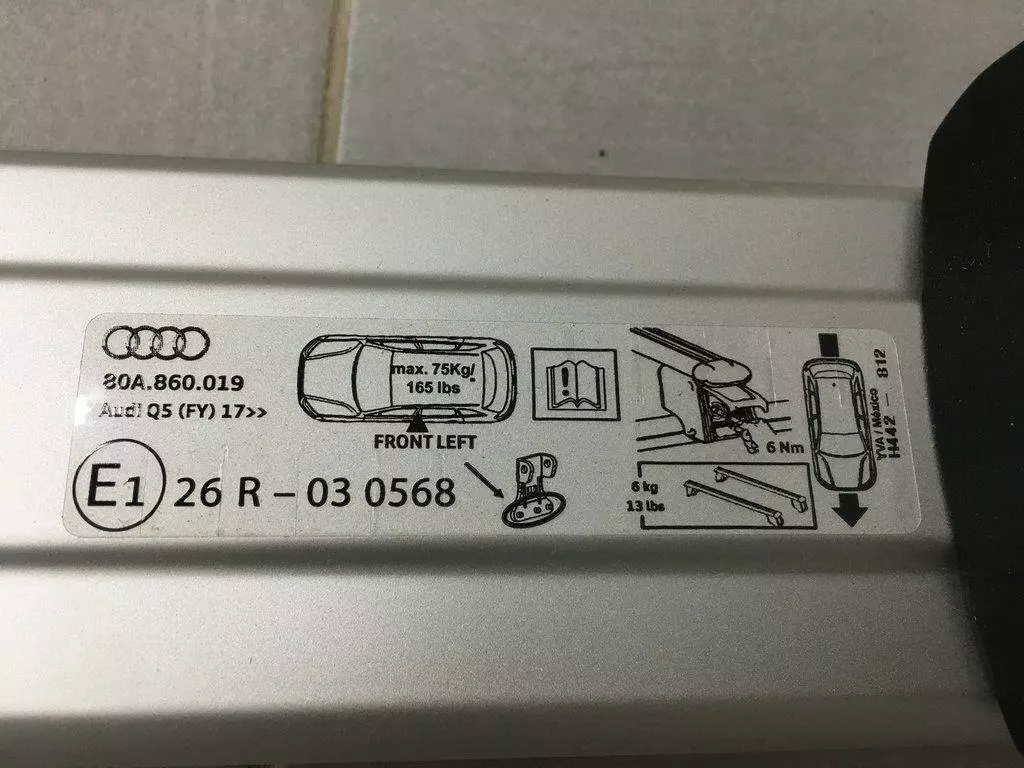 80A.860.019
Audi Q5 (FY) 17>>
max. 75Kg/
165 lbs
FRONT LEFT
E1 26 R - 03 0568
!
6 Nm
6 kg
13 lbs
YVA / México
H442 - 812